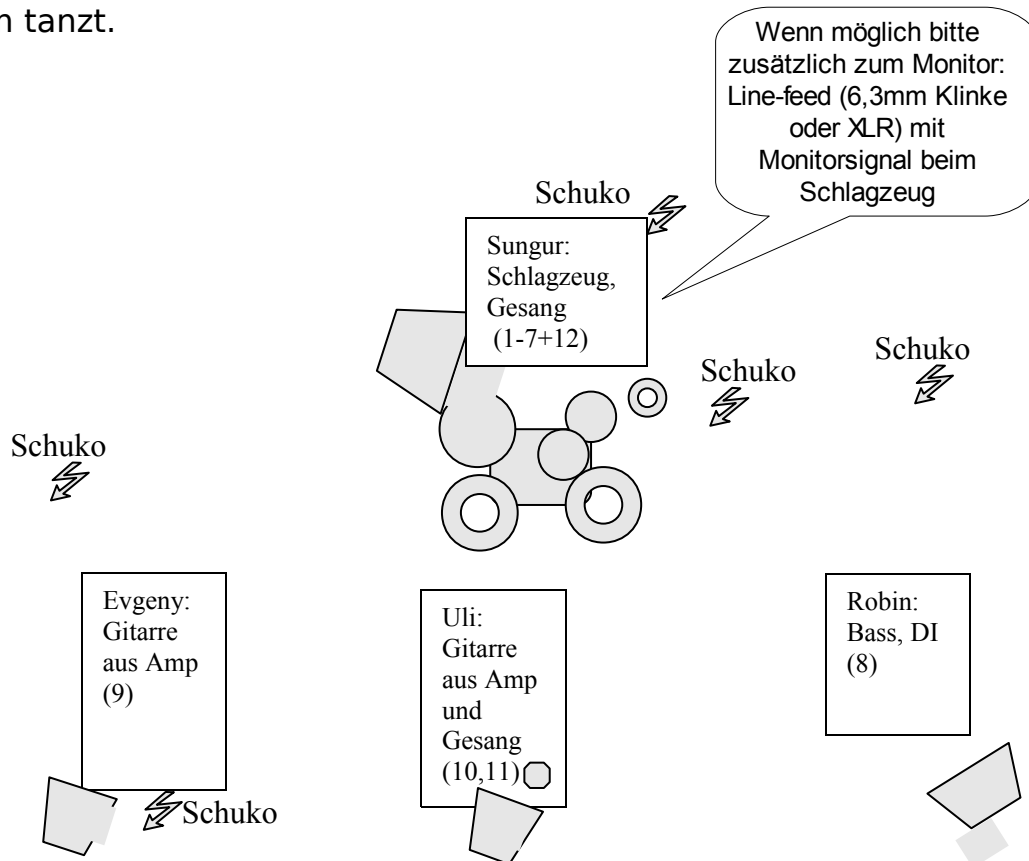 n tanzt.
Wenn möglich bitte
zusätzlich zum Monitor:
Line-feed (6,3mm Klinke
oder XLR) mit
Monitorsignal beim
Schlagzeug
Schuko
Sungur:
Schlagzeug,
Gesang
(1-7+12)
Schuko
Schuko
Schuko
Evgeny:
Gitarre
aus Amp
(9)
Uli:
Gitarre
aus Amp
und
Gesang
(10,11)
Robin:
Bass, DI
(8)
Schuko